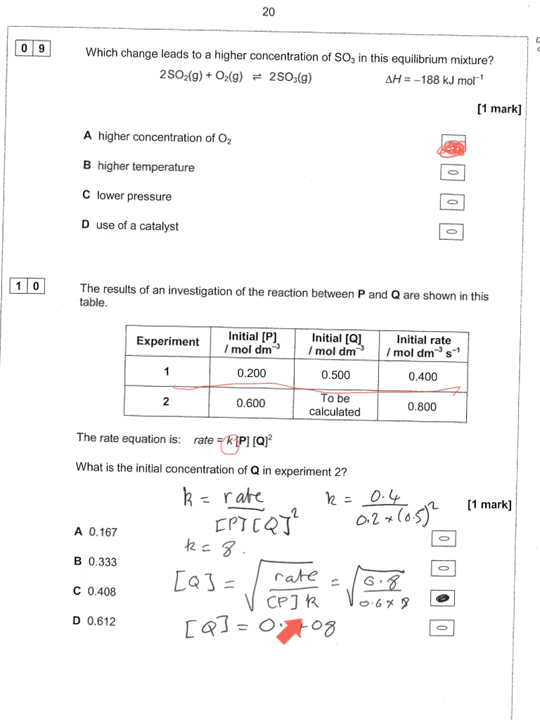 20
0 9 Which change leads to a higher concentration of SO₃ in this equilibrium mixture?
2SO₂(g) + O₂(g) ⇌ 2SO₃(g) ΔH = −188 kJ mol⁻¹
[1 mark]
A higher concentration of O₂
B higher temperature
C lower pressure
D use of a catalyst
1 0 The results of an investigation of the reaction between P and Q are shown in this
table.
Experiment Initial [P] / mol dm⁻³ Initial [Q] / mol dm⁻³ Initial rate / mol dm⁻³ s⁻¹
1 0.200 0.500 0.400
2 0.600 To be calculated 0.800
The rate equation is: rate = k [P] [Q]²
What is the initial concentration of Q in experiment 2?
k = rate / [P][Q]² k = 0.4 / 0.2 × (0.5)²
[1 mark]
A 0.167
k = 8.
B 0.333
[Q] = √ rate / [P] k = √ 0.8 / 0.6 × 8
C 0.408
D 0.612
[Q] =